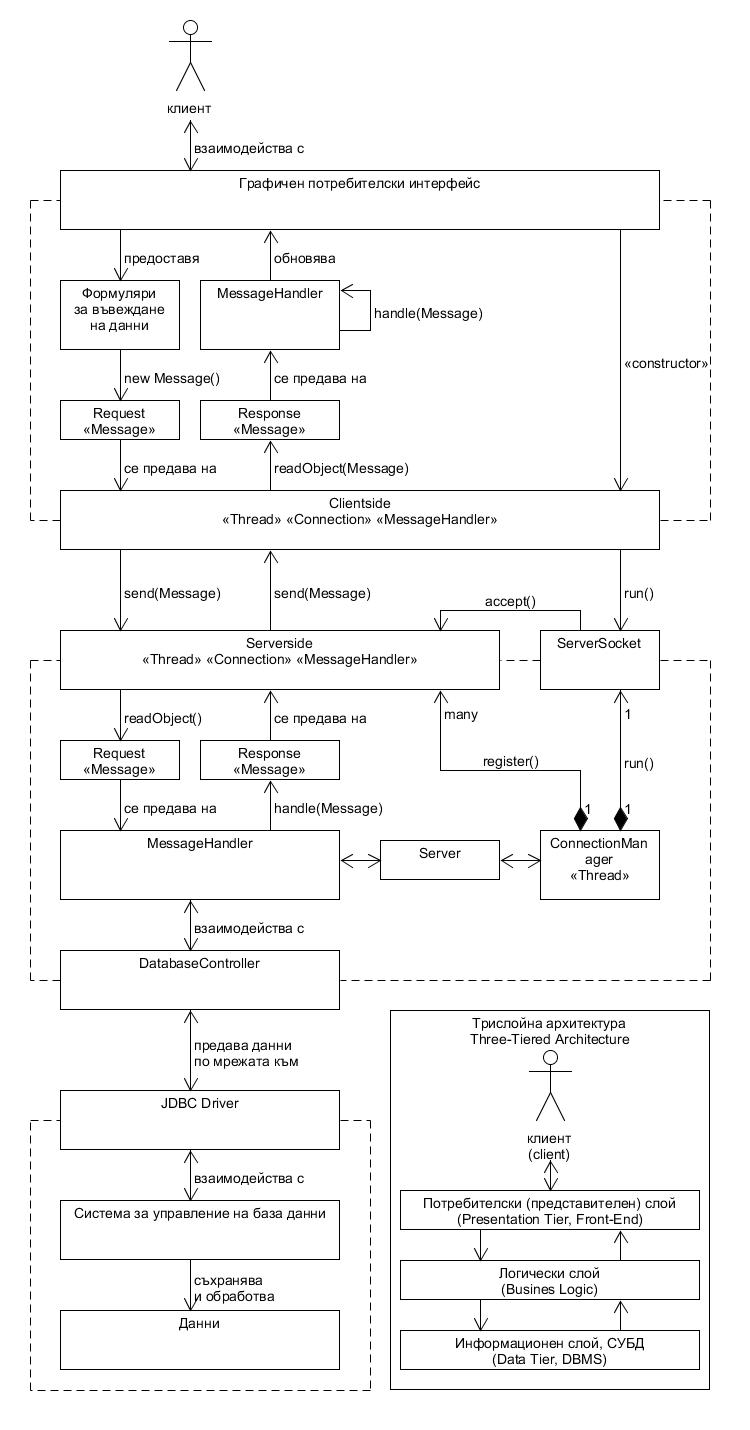 клиент
взаимодейства с
Графичен потребителски интерфейс
предоставя
обновява
Формуляри
за въвеждане
на данни
MessageHandler
handle(Message)
«constructor»
new Message()
се предава на
Request
«Message»
Response
«Message»
се предава на
readObject(Message)
Clientside
«Thread» «Connection» «MessageHandler»
send(Message)
send(Message)
run()
accept()
Serverside
«Thread» «Connection» «MessageHandler»
ServerSocket
readObject()
се предава на
many
1
Request
«Message»
Response
«Message»
register()
run()
се предава на
handle(Message)
1
1
MessageHandler
Server
ConnectionMan
ager
«Thread»
взаимодейства с
DatabaseController
предава данни
по мрежата към
JDBC Driver
взаимодейства с
Система за управление на база данни
съхранява
и обработва
Данни
Трислойна архитектура
Three-Tiered Architecture
клиент
(client)
Потребителски (представителен) слой
(Presentation Tier, Front-End)
Логически слой
(Busines Logic)
Информационен слой, СУБД
(Data Tier, DBMS)